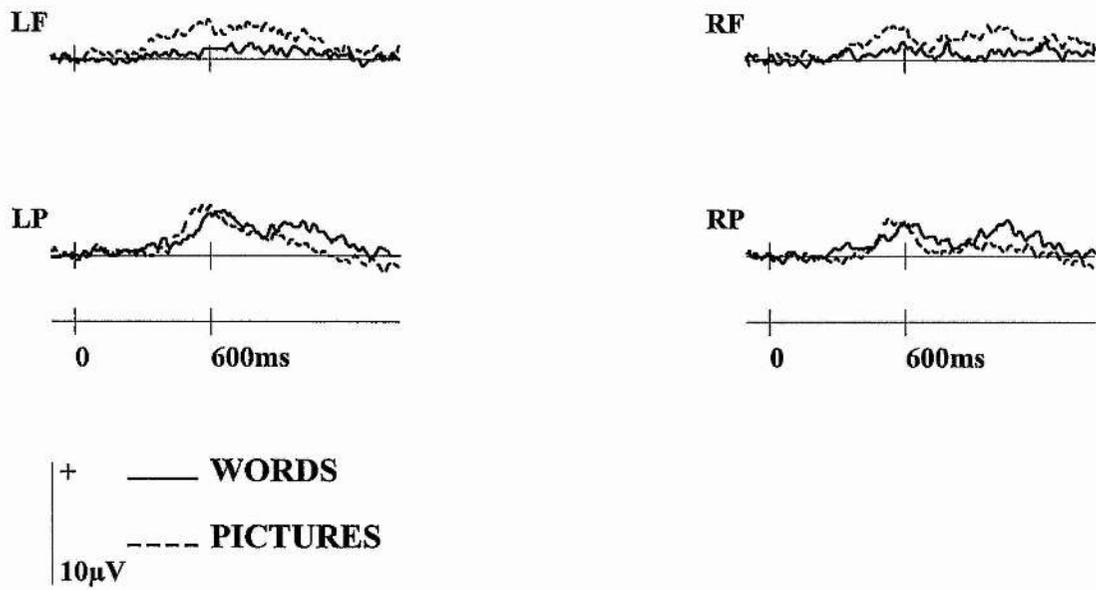 LF
RF
LP
RP
0 600ms
0 600ms
+ WORDS
PICTURES
10μV